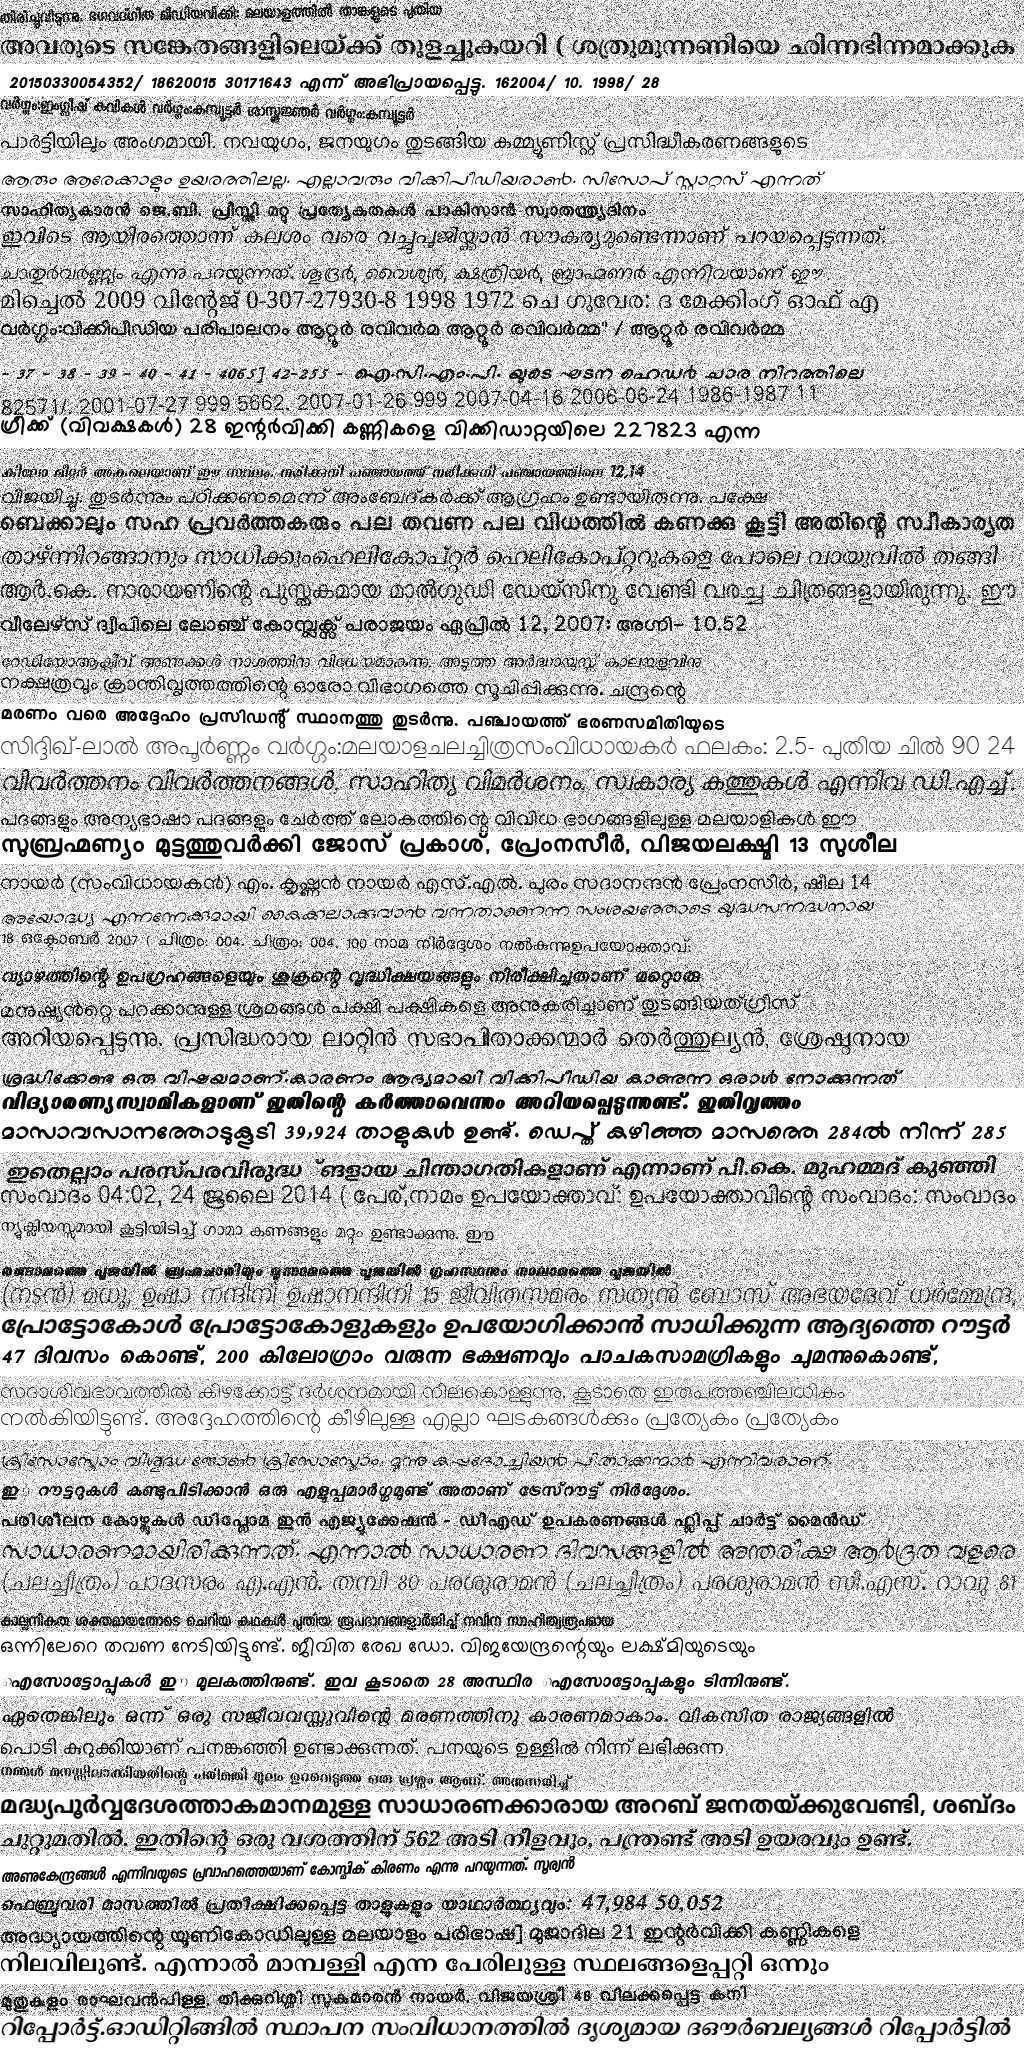 തിരിച്ചുവിടുന്നു. ഭഗവദ്ഗീത മീഡിയവിക്കി: മലയാളത്തിൽ താങ്കളുടെ പുതിയ
അവരുടെ സങ്കേതങ്ങളിലെയ്ക്ക് തുളച്ചുകയറി ( ശത്രുമുന്നണിയെ ഛിന്നഭിന്നമാക്കുക
20150330054352/ 18620015 30171643 എന്ന് അഭിപ്രായപ്പെട്ടു. 162004/ 10. 1998/ 28
വർഗ്ഗം:ഇംഗ്ലീഷ് കവികൾ വർഗ്ഗം:കമ്പ്യൂട്ടർ ശാസ്ത്രജ്ഞർ വർഗ്ഗം:കമ്പ്യൂട്ടർ
പാർട്ടിയിലും അംഗമായി. നവയുഗം, ജനയുഗം തുടങ്ങിയ കമ്മ്യൂണിസ്റ്റ് പ്രസിദ്ധീകരണങ്ങളുടെ
ആരും ആരേക്കാളും ഉയരത്തിലല്ല. എല്ലാവരും വിക്കിപീഡിയരാൺ. സിസോപ് സ്റ്റാറ്റസ് എന്നത്
സാഹിത്യകാരൻ ജെ.ബി. പ്രീസ്റ്റ്ലി മറ്റു പ്രത്യേകതകൾ പാകിസാൻ സ്വാതന്ത്ര്യദിനം
ഇവിടെ ആയിരത്തൊന്ന് കലശം വരെ വച്ചുപൂജിയ്ക്കാൻ സൗകര്യമുണ്ടെന്നാണ് പറയപ്പെടുന്നത്.
ചാതുർവർണ്ണ്യം എന്നു പറയുന്നത്. ശൂദ്രർ, വൈശ്യർ, ക്ഷത്രിയർ, ബ്രാഹ്മണർ എന്നിവയാണ് ഈ
മിച്ചെൽ 2009 വിന്റേജ് 0-307-27930-8 1998 1972 ചെ ഗുവേര: ദ മേക്കിംഗ് ഓഫ് എ
വർഗ്ഗം:വിക്കിപീഡിയ പരിപാലനം ആറ്റൂർ രവിവർമ ആറ്റൂർ രവിവർമ്മ" / ആറ്റൂർ രവിവർമ്മ
- 37 - 38 - 39 - 40 - 41 - 4065] 42-255 - ഐ.സി.എം.പി. യുടെ ഘടന ഹെഡർ ചാര നിറത്തിലെ
82571/. 2001-07-27 999 5662. 2007-01-26 999 2007-04-16 2006-06-24 1986-1987 11
ഗ്രീക്ക് (വിവക്ഷകൾ) 28 ഇന്റർവിക്കി കണ്ണികളെ വിക്കിഡാറ്റയിലെ 227823 എന്ന
കിലോ മീറ്റർ അകലെയാണ് ഈ സ്ഥലം. നരിക്കുനി പഞ്ചായത്ത് നരിക്കുനി പഞ്ചായത്തിലെ 12,14
വിജയിച്ചു. തുടർന്നും പഠിക്കണമെന്ന് അംബേദ്കർക്ക് ആഗ്രഹം ഉണ്ടായിരുന്നു. പക്ഷേ
ബെക്കാലും സഹ പ്രവർത്തകരും പല തവണ പല വിധത്തിൽ കണക്കു കൂട്ടി അതിന്റെ സ്വീകാര്യത
താഴ്ന്നിറങ്ങാനും സാധിക്കുംഹെലികോപ്റ്റർ ഹെലികോപ്റ്ററുകളെ പോലെ വായുവിൽ തങ്ങി
ആർ.കെ. നാരായണിന്റെ പുസ്തകമായ മാൽഗുഡി ഡേയ്സിനു വേണ്ടി വരച്ച ചിത്രങ്ങളായിരുന്നു. ഈ
വീലേഴ്സ് ദ്വീപിലെ ലോഞ്ച് കോമ്പ്ലക്സ് പരാജയം ഏപ്രിൽ 12, 2007: അഗ്നി– 10.52
റേഡിയോആക്ടീവ് അണുക്കൾ നാശത്തിനു വിധേയമാകുന്നു. അടുത്ത അർദ്ധായുസ്സ് കാലയളവിനു
നക്ഷത്രവും ക്രാന്തിവൃത്തത്തിന്റെ ഓരോ വിഭാഗത്തെ സൂചിപ്പിക്കുന്നു. ചന്ദ്രന്റെ
മരണം വരെ അദ്ദേഹം പ്രസിഡന്റ് സ്ഥാനത്തു തുടർന്നു. പഞ്ചായത്ത് ഭരണസമിതിയുടെ
സിദ്ദിഖ്-ലാൽ അപൂർണ്ണം വർഗ്ഗം:മലയാളചലച്ചിത്രസംവിധായകർ ഫലകം: 2.5- പുതിയ ചിൽ 90 24
വിവർത്തനം വിവർത്തനങ്ങൾ, സാഹിത്യ വിമർശനം, സ്വകാര്യ കത്തുകൾ എന്നിവ ഡി.എച്ച്.
പദങ്ങളും അന്യഭാഷാ പദങ്ങളും ചേർത്ത് ലോകത്തിന്റെ വിവിധ ഭാഗങ്ങളിലുള്ള മലയാളികൾ ഈ
സുബ്രഹ്മണ്യം മുട്ടത്തുവർക്കി ജോസ് പ്രകാശ്, പ്രേംനസീർ, വിജയലക്ഷ്മി 13 സുശീല
നായർ (സംവിധായകൻ) എം. കൃഷ്ണൻ നായർ എസ്.എൽ. പുരം സദാനന്ദൻ പ്രേംനസീർ, ഷീല 14
അയോദ്ധ്യ എന്നന്നേക്കുമായി കൈക്കലാക്കുവാൻ വന്നതാണെന്ന സംശയത്തോടെ യുദ്ധസന്നദ്ധനായ
18 ഒക്ടോബർ 2007 ( ചിത്രം: 004. ചിത്രം: 004. 100 നാമ നിർദ്ദേശം നൽകുന്നുഉപയോക്താവ്:
വ്യാഴത്തിന്റെ ഉപഗ്രഹങ്ങളെയും ശുക്രന്റെ വൃദ്ധിക്ഷയങ്ങളും നിരീക്ഷിച്ചതാണ് മറ്റൊരു
മനുഷ്യൻറ്റെ പറക്കാനുള്ള ശ്രമങ്ങൾ പക്ഷി പക്ഷികളെ അനുകരിച്ചാണ് തുടങ്ങിയത്ഗ്രീസ്
അറിയപ്പെടുന്നു. പ്രസിദ്ധരായ ലാറ്റിൻ സഭാപിതാക്കന്മാർ തെർത്തുല്യൻ, ശ്രേഷ്ഠനായ
ശ്രദ്ധിക്കേണ്ട ഒരു വിഷയമാണ്.കാരണം ആദ്യമായി വിക്കിപീഡിയ കാണുന്ന ഒരാൾ നോക്കുന്നത്
വിദ്യാരണ്യസ്വാമികളാണ് ഇതിന്റെ കർത്താവെന്നും അറിയപ്പെടുന്നുണ്ട്. ഇതിവൃത്തം
മാസാവസാനത്തോടുകൂടി 39,924 താളുകൾ ഉണ്ട്. ഡെപ്ത് കഴിഞ്ഞ മാസത്തെ 284ൽ നിന്ന് 285
ഇതെല്ലാം പരസ്പരവിരുദ്ധ ്ങളായ ചിന്താഗതികളാണ് എന്നാണ് പി.കെ. മുഹമ്മദ് കുഞ്ഞി
സംവാദം 04:02, 24 ജൂലൈ 2014 ( പേര്,നാമം ഉപയോക്താവ്: ഉപയോക്താവിന്റെ സംവാദം: സംവാദം
ന്യൂക്ലിയസ്സുമായി കൂട്ടിയിടിച്ച് ഗാമാ കണങ്ങളും മറ്റും ഉണ്ടാക്കുന്നു. ഈ
രണ്ടാമത്തെ പൂജയിൽ ബ്രഹ്മചാരിയും മൂന്നാമത്തെ പൂജയിൽ ഗൃഹസ്ഥനും നാലാമത്തെ പൂജയിൽ
(നടൻ) മധു, ഉഷാ നന്ദിനി ഉഷാനന്ദിനി 15 ജീവിതസമരം സത്യൻ ബോസ് അഭയദേവ് ധർമ്മേന്ദ്ര,
പ്രോട്ടോകോൾ പ്രോട്ടോകോളുകളും ഉപയോഗിക്കാൻ സാധിക്കുന്ന ആദ്യത്തെ റൗട്ടർ
47 ദിവസം കൊണ്ട്, 200 കിലോഗ്രാം വരുന്ന ഭക്ഷണവും പാചകസാമഗ്രികളും ചുമന്നുകൊണ്ട്,
സദാശിവഭാവത്തിൽ കിഴക്കോട്ട് ദർശനമായി നിലകൊള്ളുന്നു. കൂടാതെ ഇരുപത്തഞ്ചിലധികം
നൽകിയിട്ടുണ്ട്. അദ്ദേഹത്തിന്റെ കീഴിലുള്ള എല്ലാ ഘടകങ്ങൾക്കും പ്രത്യേകം പ്രത്യേകം
ക്രിസോസ്തോം വിശുദ്ധ ജോൺ ക്രിസോസ്തോം. മൂന്നു കപ്പദോച്ചിയൻ പിതാക്കന്മാർ എന്നിവരാണ്.
ഇ റൗട്ടറുകൾ കണ്ടുപിടിക്കാൻ ഒരു എളുപ്പമാർഗ്ഗമുണ്ട് അതാണ് ട്രേസ്റൗട്ട് നിർദ്ദേശം.
പരിശീലന കോഴ്സുകൾ ഡിപ്ലോമ ഇൻ എജ്യുക്കേഷൻ – ഡീഎഡ് ഉപകരണങ്ങൾ ഫ്ലിപ്പ് ചാർട്ട് മൈൻഡ്
സാധാരണമായിരിക്കുന്നത്. എന്നാൽ സാധാരണ ദിവസങ്ങളിൽ അന്തരീക്ഷ ആർദ്രത വളരെ
(ചലച്ചിത്രം) പാദസരം എ.എൻ. തമ്പി 80 പരശുരാമൻ (ചലച്ചിത്രം) പരശുരാമൻ സി.എസ്. റാവു 81
കാല്പനികത ശക്തമായതോടെ ചെറിയ കഥകൾ പുതിയ രൂപഭാവങ്ങളാർജിച്ച് നവീന സാഹിത്യരൂപമായ
ഒന്നിലേറെ തവണ നേടിയിട്ടുണ്ട്. ജീവിത രേഖ ഡോ. വിജയേന്ദ്രന്റെയും ലക്ഷ്മിയുടെയും
ഐസോട്ടോപ്പുകൾ ഈ മൂലകത്തിനുണ്ട്. ഇവ കൂടാതെ 28 അസ്ഥിര ഐസോട്ടോപ്പുകളും ടിന്നിനുണ്ട്.
ഏതെങ്കിലും ഒന്ന് ഒരു സജീവവസ്തുവിന്റെ മരണത്തിനു കാരണമാകാം. വികസിത രാജ്യങ്ങളിൽ
പൊടി കുറുക്കിയാണ് പനങ്കഞ്ഞി ഉണ്ടാക്കുന്നത്. പനയുടെ ഉള്ളിൽ നിന്ന് ലഭിക്കുന്ന
നമ്മൾ മനസ്സിലാക്കിയതിന്റെ പരിമിതി മൂലം ഉടലെടുത്ത ഒരു പ്രശ്നം ആണ്. അതനുസരിച്ച്
മദ്ധ്യപൂർവ്വദേശത്താകമാനമുള്ള സാധാരണക്കാരായ അറബ് ജനതയ്ക്കുവേണ്ടി, ശബ്ദം
ചുറ്റുമതിൽ. ഇതിന്റെ ഒരു വശത്തിന് 562 അടി നീളവും, പന്ത്രണ്ട് അടി ഉയരവും ഉണ്ട്.
അണുകേന്ദ്രങ്ങൾ എന്നിവയുടെ പ്രവാഹത്തെയാണ് കോസ്മിക് കിരണം എന്നു പറയുന്നത്. സൂര്യൻ
ഫെബ്രുവരി മാസത്തിൽ പ്രതീക്ഷിക്കപ്പെട്ട താളുകളും യാഥാർത്ഥ്യവും: 47,984 50,052
അദ്ധ്യായത്തിന്റെ യൂണികോഡിലുള്ള മലയാളം പരിഭാഷ] മുജാദില 21 ഇന്റർവിക്കി കണ്ണികളെ
നിലവിലുണ്ട്. എന്നാൽ മാമ്പള്ളി എന്ന പേരിലുള്ള സ്ഥലങ്ങളെപ്പറ്റി ഒന്നും
മുതുകുളം രാഘവൻപിള്ള, തിക്കുറിശ്ശി സുകുമാരൻ നായർ. വിജയശ്രീ 48 വിലക്കപ്പെട്ട കനി
റിപ്പോർട്ട്.ഓഡിറ്റിങ്ങിൽ സ്ഥാപന സംവിധാനത്തിൽ ദൃശ്യമായ ദൗർബല്യങ്ങൾ റിപ്പോർട്ടിൽ